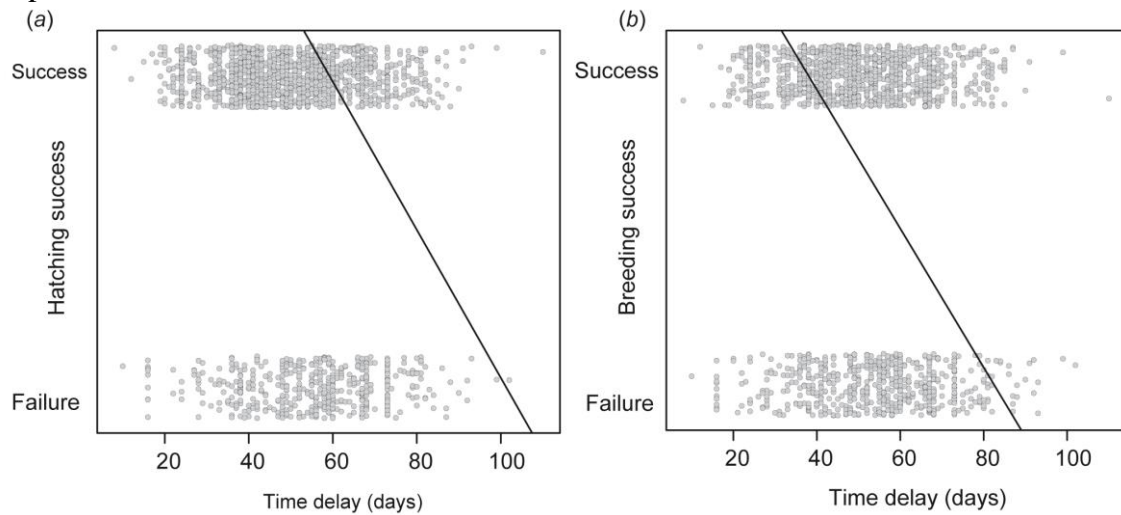 (a)
Success
Hatching success
Failure
20 40 60 80 100
Time delay (days)
(b)
Success
Breeding success
Failure
20 40 60 80 100
Time delay (days)